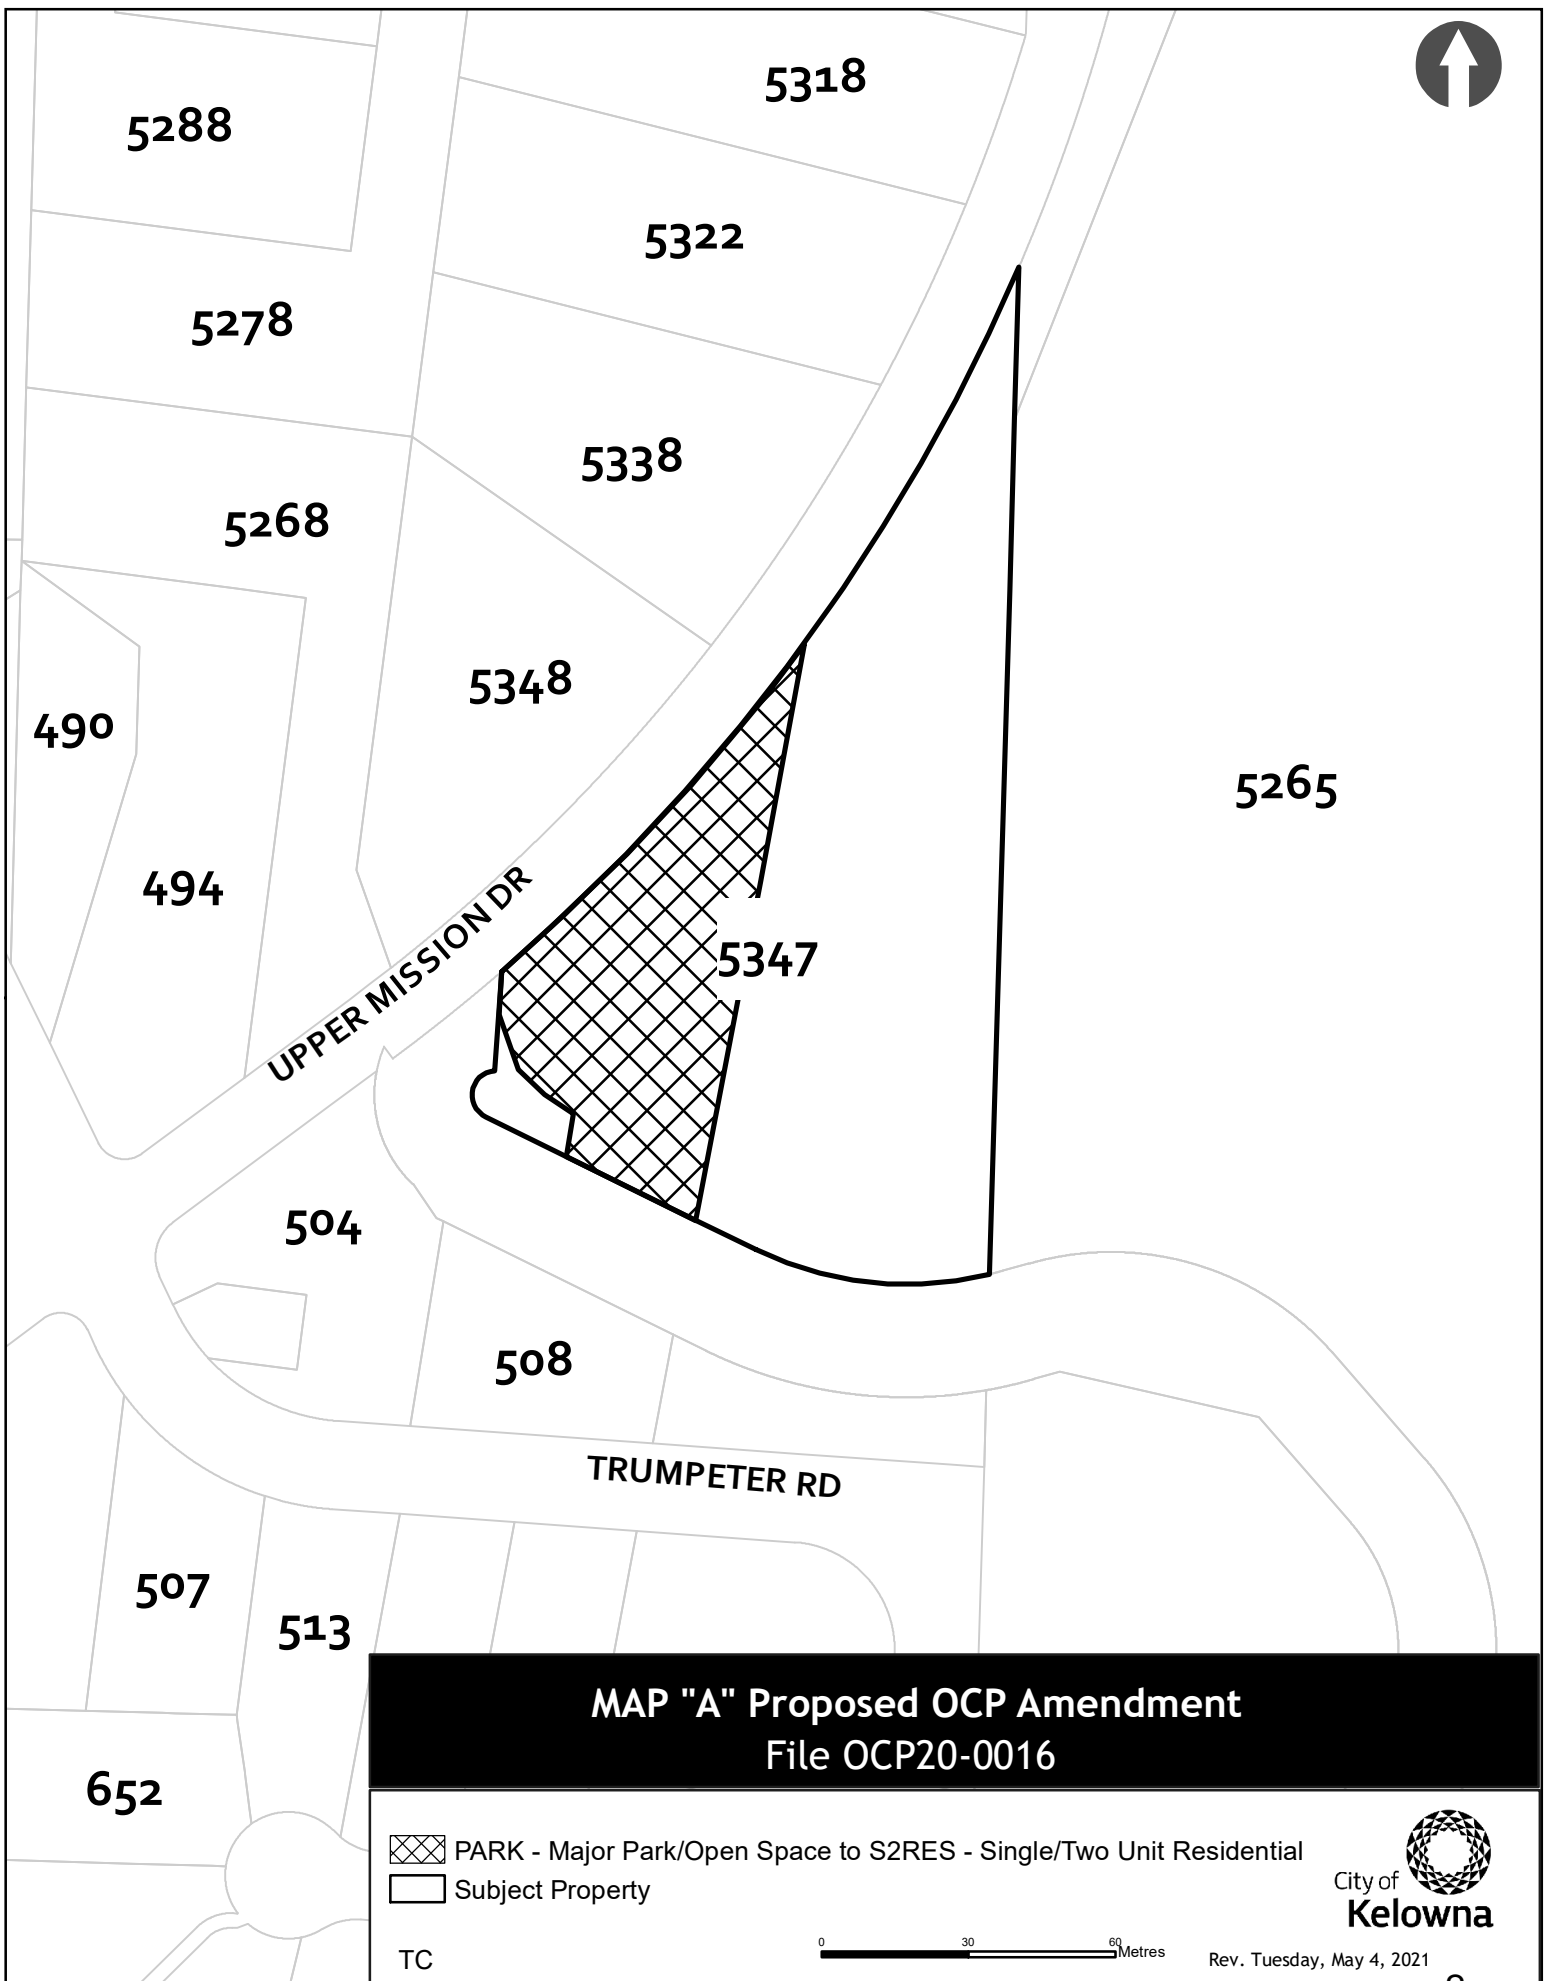 5318
5288
5322
5278
5338
5268
5348
490
5265
494
UPPER MISSION DR
5347
504
508
TRUMPETER RD
507
513
MAP "A" Proposed OCP Amendment
File OCP20-0016
652
PARK - Major Park/Open Space to S2RES - Single/Two Unit Residential
Subject Property
City of
Kelowna
TC
0 30 60 Metres
Rev. Tuesday, May 4, 2021